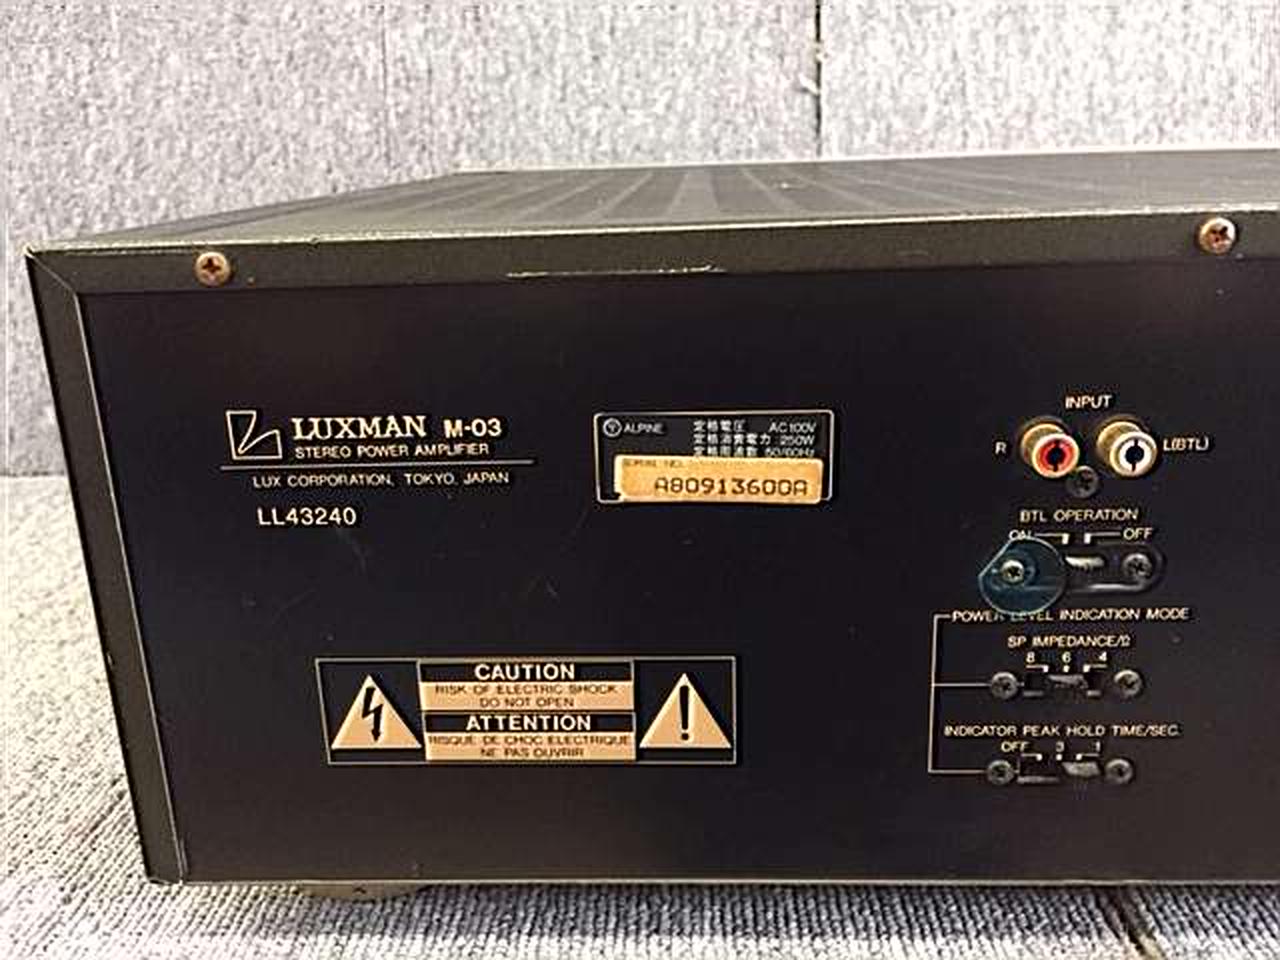 LUXMAN M-03
STEREO POWER AMPLIFIER
LUX CORPORATION, TOKYO, JAPAN
LL43240
ALPINE
定格電圧 AC100V
定格消費電力 250W
定格周波数 50/60Hz
SERIAL NO.
A80913600A
CAUTION
RISK OF ELECTRIC SHOCK
DO NOT OPEN
ATTENTION
RISQUE DE CHOC ELECTRIQUE
NE PAS OUVRIR
INPUT
R L(BTL)
BTL OPERATION
ON OFF
POWER LEVEL INDICATION MODE
SP IMPEDANCE/Ω
8 6 4
INDICATOR PEAK HOLD TIME/SEC.
OFF 3 1